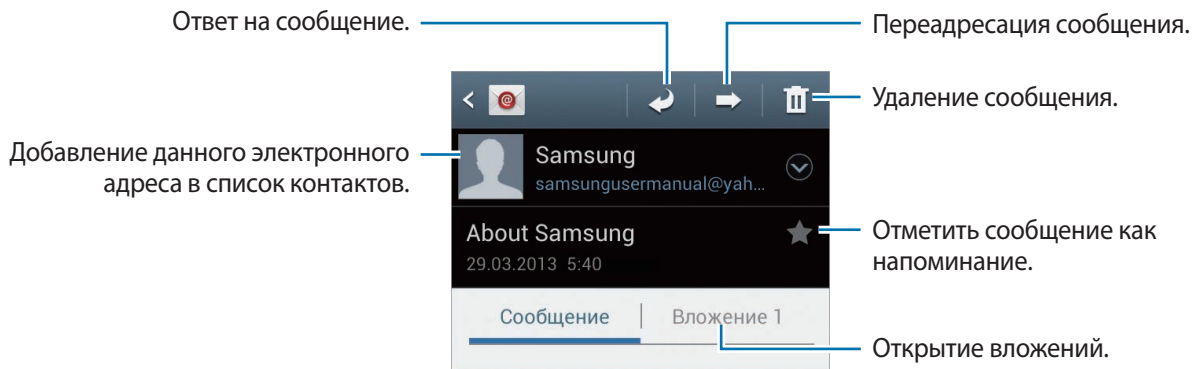 Ответ на сообщение.
Переадресация сообщения.
Удаление сообщения.
Добавление данного электронного
адреса в список контактов.
Samsung
samsungusermanual@yah...
About Samsung
29.03.2013 5:40
Отметить сообщение как
напоминание.
Сообщение
Вложение 1
Открытие вложений.